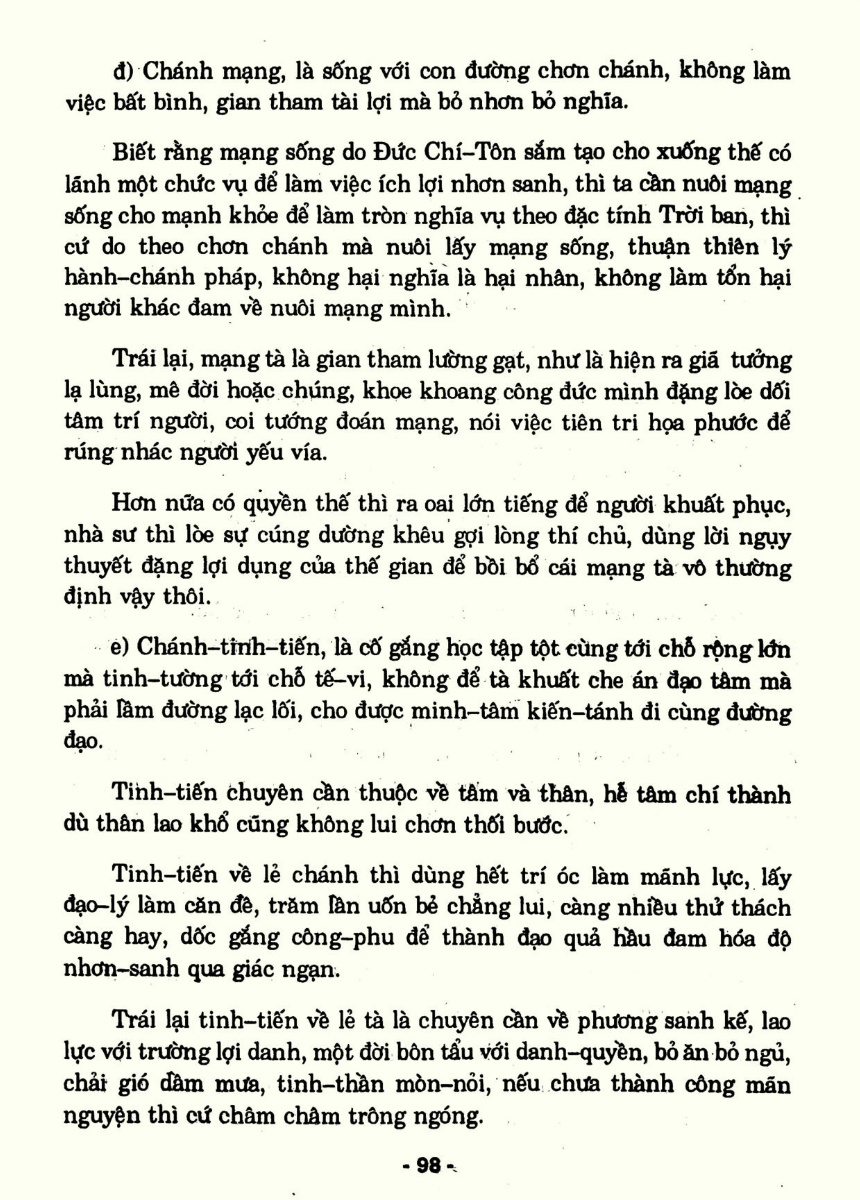 đ) Chánh mạng, là sống với con đường chơn chánh, không làm
việc bất bình, gian tham tài lợi mà bỏ nhơn bỏ nghĩa.
Biết rằng mạng sống do Đức Chí–Tôn sắm tạo cho xuống thế có
lãnh một chức vụ để làm việc ích lợi nhơn sanh, thì ta cần nuôi mạng
sống cho mạnh khỏe để làm tròn nghĩa vụ theo đặc tính Trời ban, thì
cứ do theo chơn chánh mà nuôi lấy mạng sống, thuận thiên lý
hành–chánh pháp, không hại nghĩa là hại nhân, không làm tổn hại
người khác đam về nuôi mạng mình.
Trái lại, mạng tà là gian tham lường gạt, như là hiện ra giã tưởng
lạ lùng, mê đời hoặc chúng, khoe khoang công đức mình đặng lòe dối
tâm trí người, coi tướng đoán mạng, nói việc tiên tri họa phước để
rúng nhác người yếu vía.
Hơn nữa có quyền thế thì ra oai lớn tiếng để người khuất phục,
nhà sư thì lòe sự cúng dường khêu gợi lòng thí chủ, dùng lời ngụy
thuyết đặng lợi dụng của thế gian để bồi bổ cái mạng tà vô thường
định vậy thôi.
e) Chánh–tinh–tiến, là cố gắng học tập tột cùng tới chỗ rộng lớn
mà tinh–tường tới chỗ tế–vi, không để tà khuất che án đạo tâm mà
phải lầm đường lạc lối, cho được minh–tâm kiến–tánh đi cùng đường
đạo.
Tinh–tiến chuyên cần thuộc về tâm và thân, hễ tâm chí thành
dù thân lao khổ cũng không lui chơn thối bước.
Tinh–tiến về lẻ chánh thì dùng hết trí óc làm mãnh lực, lấy
đạo–lý làm căn đề, trăm lần uốn bẻ chẳng lui, càng nhiều thử thách
càng hay, dốc gắng công–phu để thành đạo quả hầu đam hóa độ
nhơn–sanh qua giác ngạn.
Trái lại tinh–tiến về lẻ tà là chuyên cần về phương sanh kế, lao
lực với trường lợi danh, một đời bôn tẩu với danh–quyền, bỏ ăn bỏ ngủ,
chải gió dầm mưa, tinh–thần mòn–nỏi, nếu chưa thành công mãn
nguyện thì cứ châm châm trông ngóng.
- 98 -